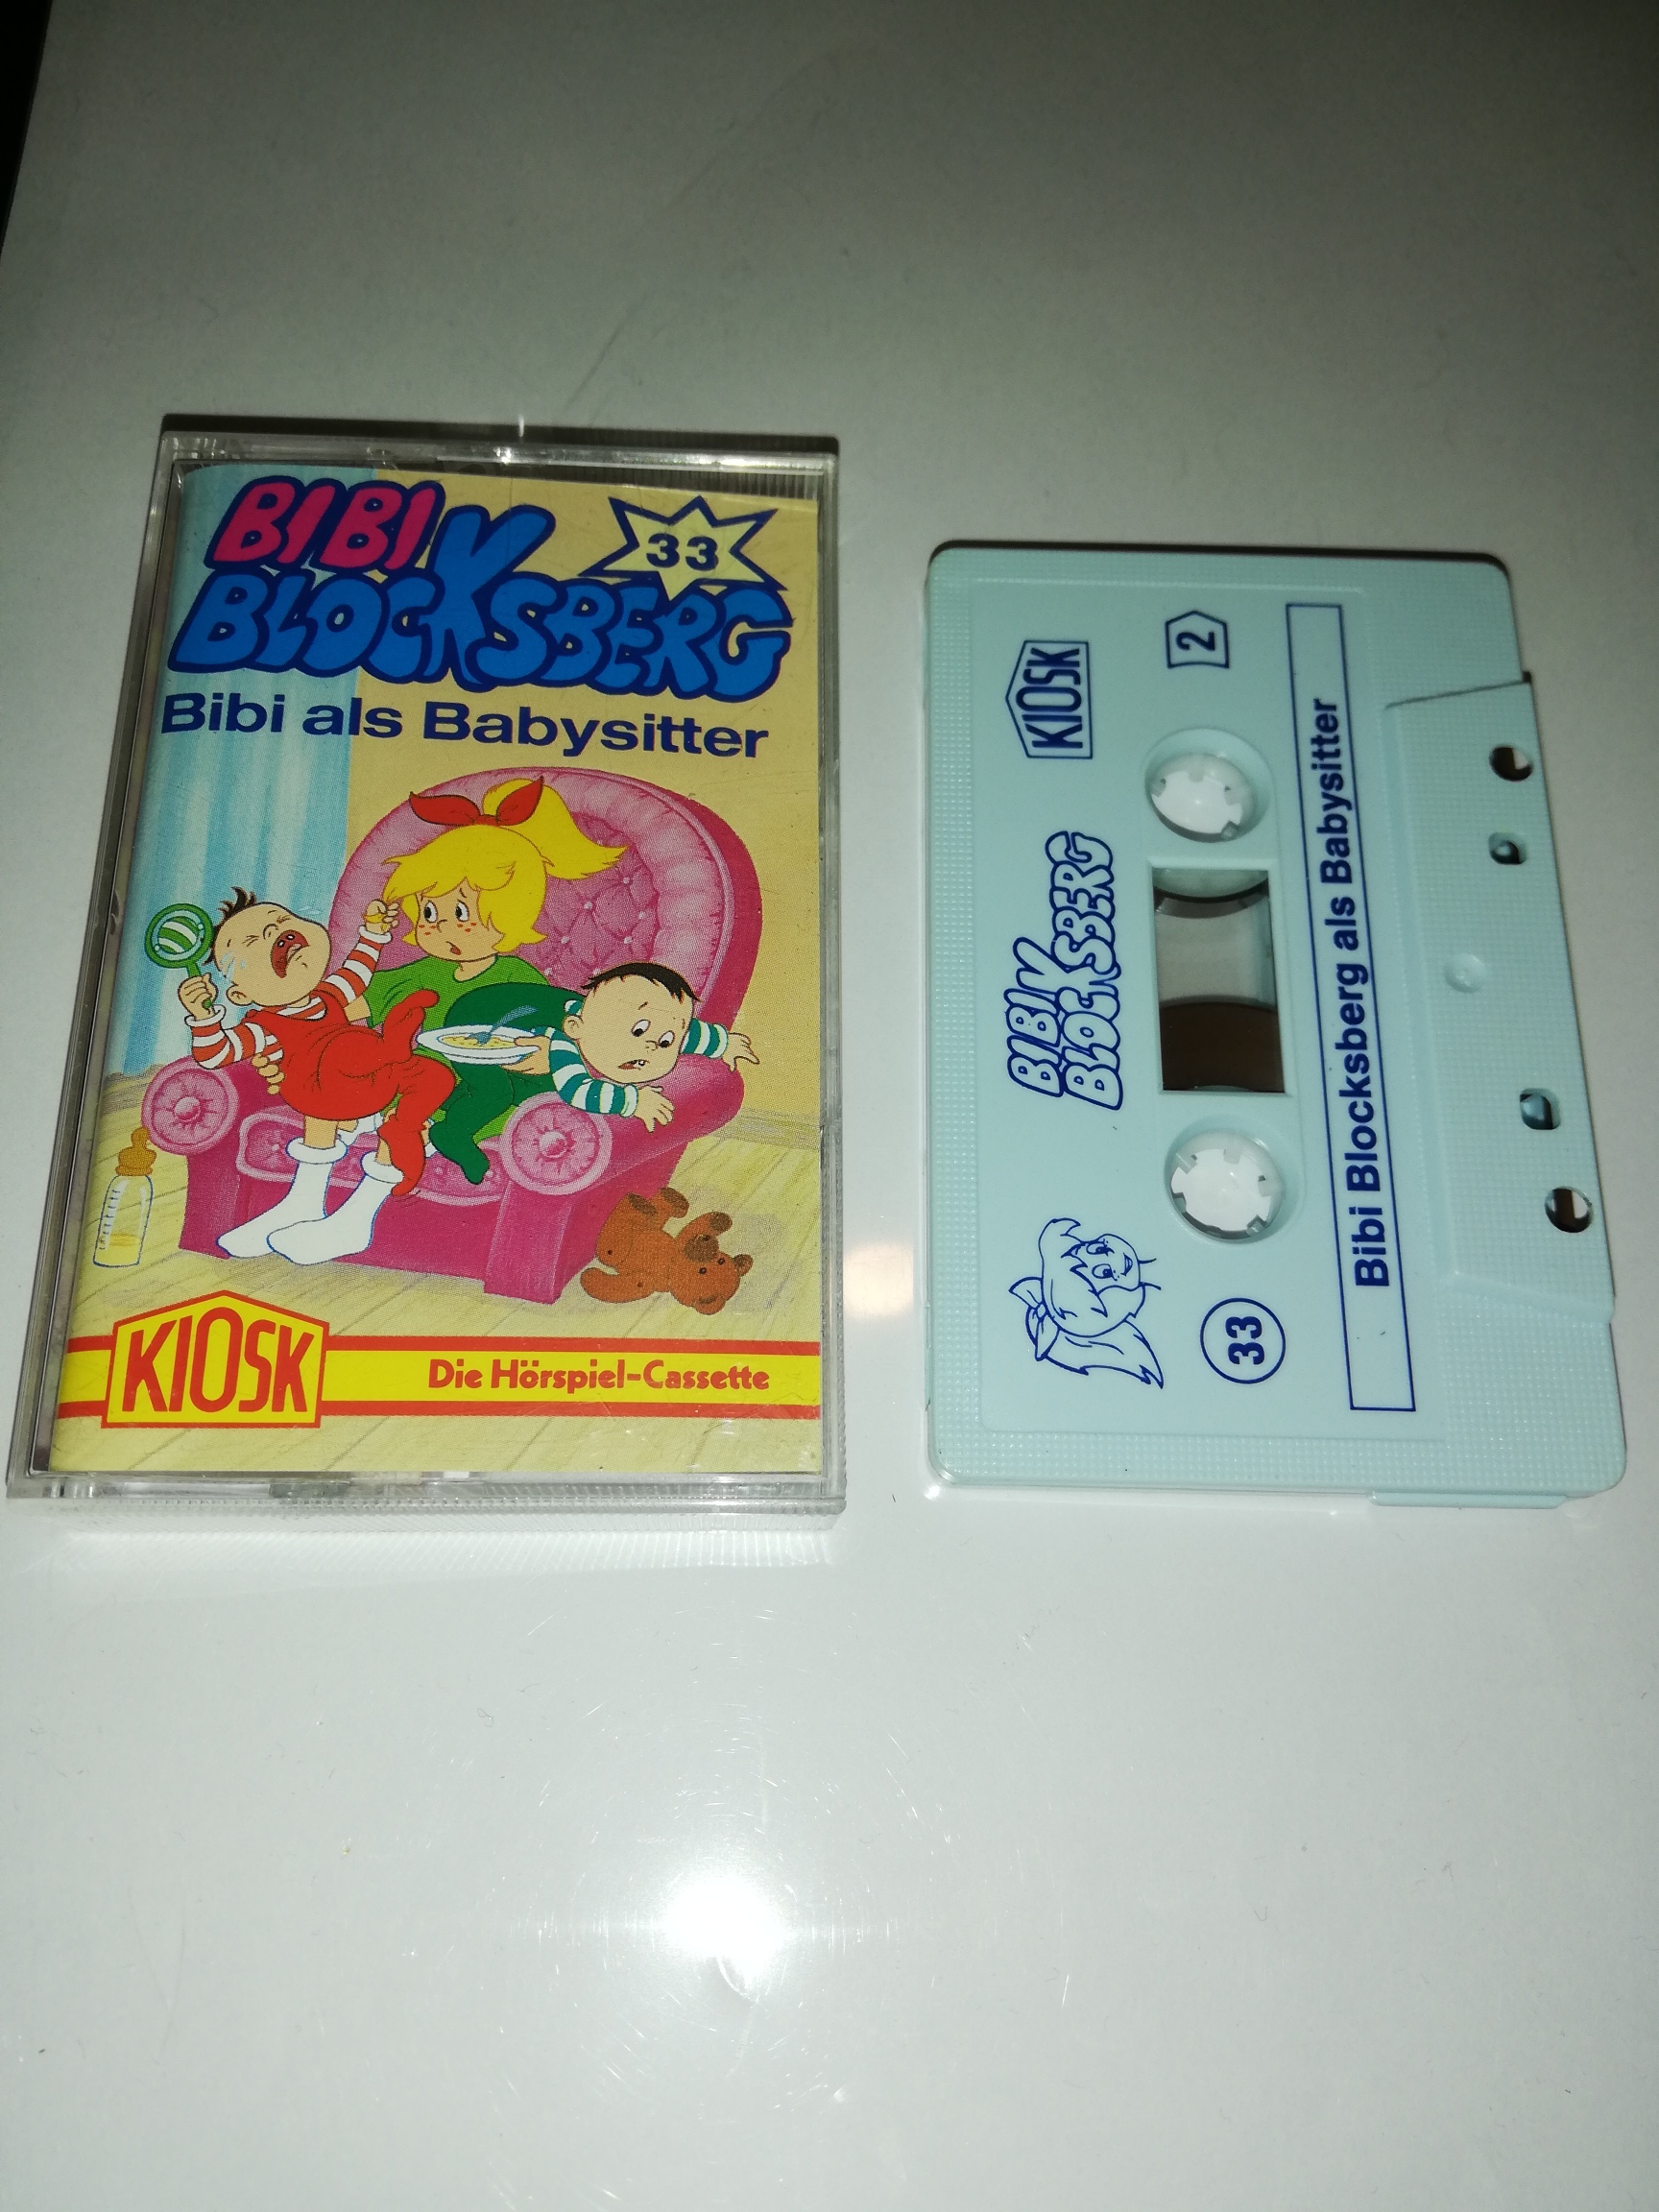 BIBI
BLOCKSBERG
33
Bibi als Babysitter
KIOSK
Die Hörspiel-Cassette
KIOSK
2
BIBI
BLOCKSBERG
33
Bibi Blocksberg als Babysitter